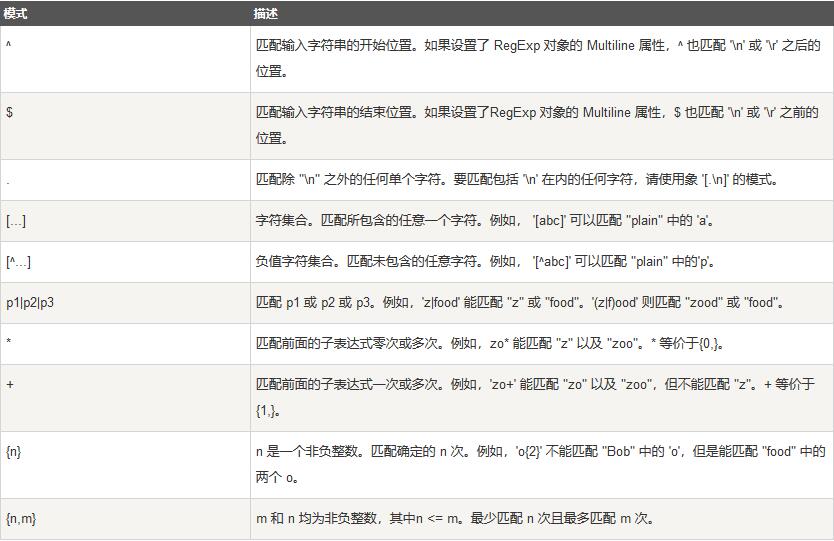 模式 描述
^ 匹配输入字符串的开始位置。如果设置了 RegExp 对象的 Multiline 属性，^ 也匹配 '\n' 或 '\r' 之后的
位置。
$ 匹配输入字符串的结束位置。如果设置了RegExp 对象的 Multiline 属性，$ 也匹配 '\n' 或 '\r' 之前的
位置。
. 匹配除 "\n" 之外的任何单个字符。要匹配包括 '\n' 在内的任何字符，请使用象 '[.\n]' 的模式。
[...] 字符集合。匹配所包含的任意一个字符。例如， '[abc]' 可以匹配 "plain" 中的 'a'。
[^...] 负值字符集合。匹配未包含的任意字符。例如， '[^abc]' 可以匹配 "plain" 中的'p'。
p1|p2|p3 匹配 p1 或 p2 或 p3。例如，'z|food' 能匹配 "z" 或 "food"。'(z|f)ood' 则匹配 "zood" 或 "food"。
* 匹配前面的子表达式零次或多次。例如，zo* 能匹配 "z" 以及 "zoo"。* 等价于{0,}。
+ 匹配前面的子表达式一次或多次。例如，'zo+' 能匹配 "zo" 以及 "zoo"，但不能匹配 "z"。+ 等价于
{1,}。
{n} n 是一个非负整数。匹配确定的 n 次。例如，'o{2}' 不能匹配 "Bob" 中的 'o'，但是能匹配 "food" 中的
两个 o。
{n,m} m 和 n 均为非负整数，其中n <= m。最少匹配 n 次且最多匹配 m 次。